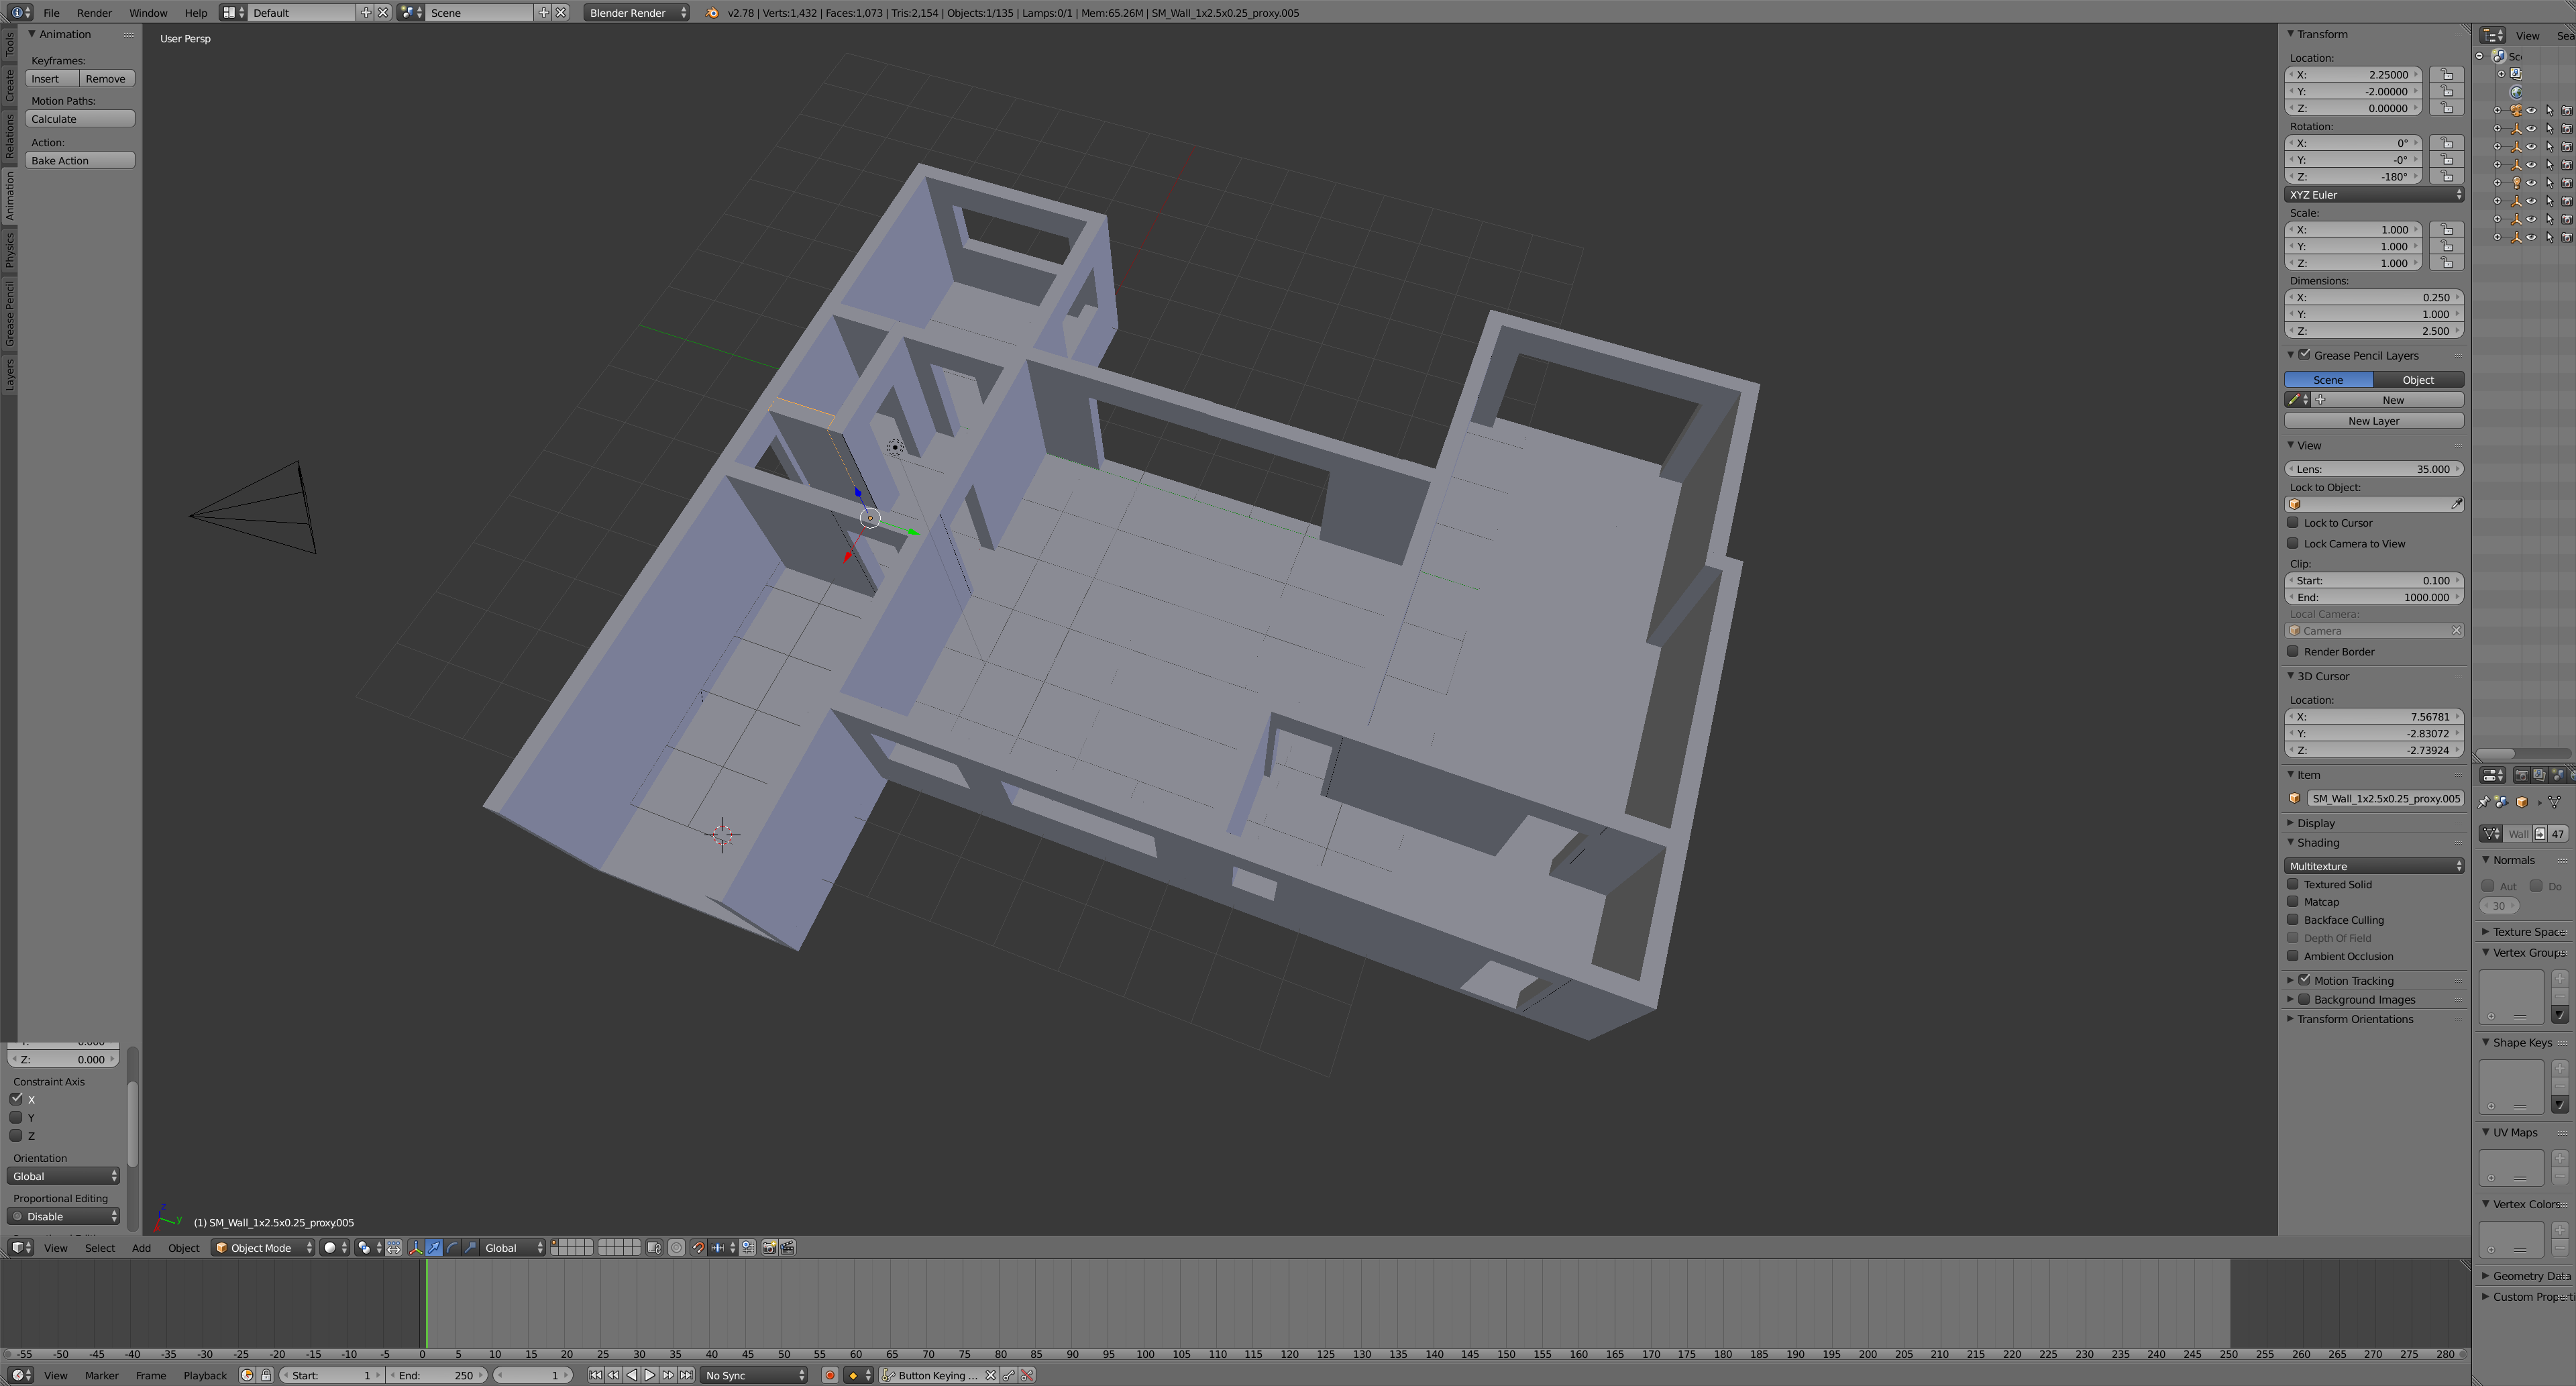 File Render Window Help Default Scene Blender Render v2.78 | Verts:1,432 | Faces:1,073 | Tris:2,154 | Objects:1/135 | Lamps:0/1 | Mem:65.26M | SM_Wall_1x2.5x0.25_proxy.005
Tools
Create
Relations
Animation
Physics
Grease Pencil
Layers
Animation
Keyframes:
Insert Remove
Motion Paths:
Calculate
Action:
Bake Action
Z: 0.000
Constraint Axis
X
Y
Z
Orientation
Global
Proportional Editing
Disable
User Persp
z
y
(1) SM_Wall_1x2.5x0.25_proxy.005
Transform
Location:
X: 2.25000
Y: -2.00000
Z: 0.00000
Rotation:
X: 0°
Y: -0°
Z: -180°
XYZ Euler
Scale:
X: 1.000
Y: 1.000
Z: 1.000
Dimensions:
X: 0.250
Y: 1.000
Z: 2.500
Grease Pencil Layers
Scene Object
New
New Layer
View
Lens: 35.000
Lock to Object:
Lock to Cursor
Lock Camera to View
Clip:
Start: 0.100
End: 1000.000
Local Camera:
Camera
Render Border
3D Cursor
Location:
X: 7.56781
Y: -2.83072
Z: -2.73924
Item
SM_Wall_1x2.5x0.25_proxy.005
Display
Shading
Multitexture
Textured Solid
Matcap
Backface Culling
Depth Of Field
Ambient Occlusion
Motion Tracking
Background Images
Transform Orientations
View Sea
Sc
Wall 47
Normals
Aut Do
30
Texture Space
Vertex Groups
Shape Keys
UV Maps
Vertex Colors
Geometry Data
Custom Properti
View Select Add Object Object Mode Global
-55 -50 -45 -40 -35 -30 -25 -20 -15 -10 -5 0 5 10 15 20 25 30 35 40 45 50 55 60 65 70 75 80 85 90 95 100 105 110 115 120 125 130 135 140 145 150 155 160 165 170 175 180 185 190 195 200 205 210 215 220 225 230 235 240 245 250 255 260 265 270 275 280
View Marker Frame Playback Start: 1 End: 250 1 No Sync Button Keying ...